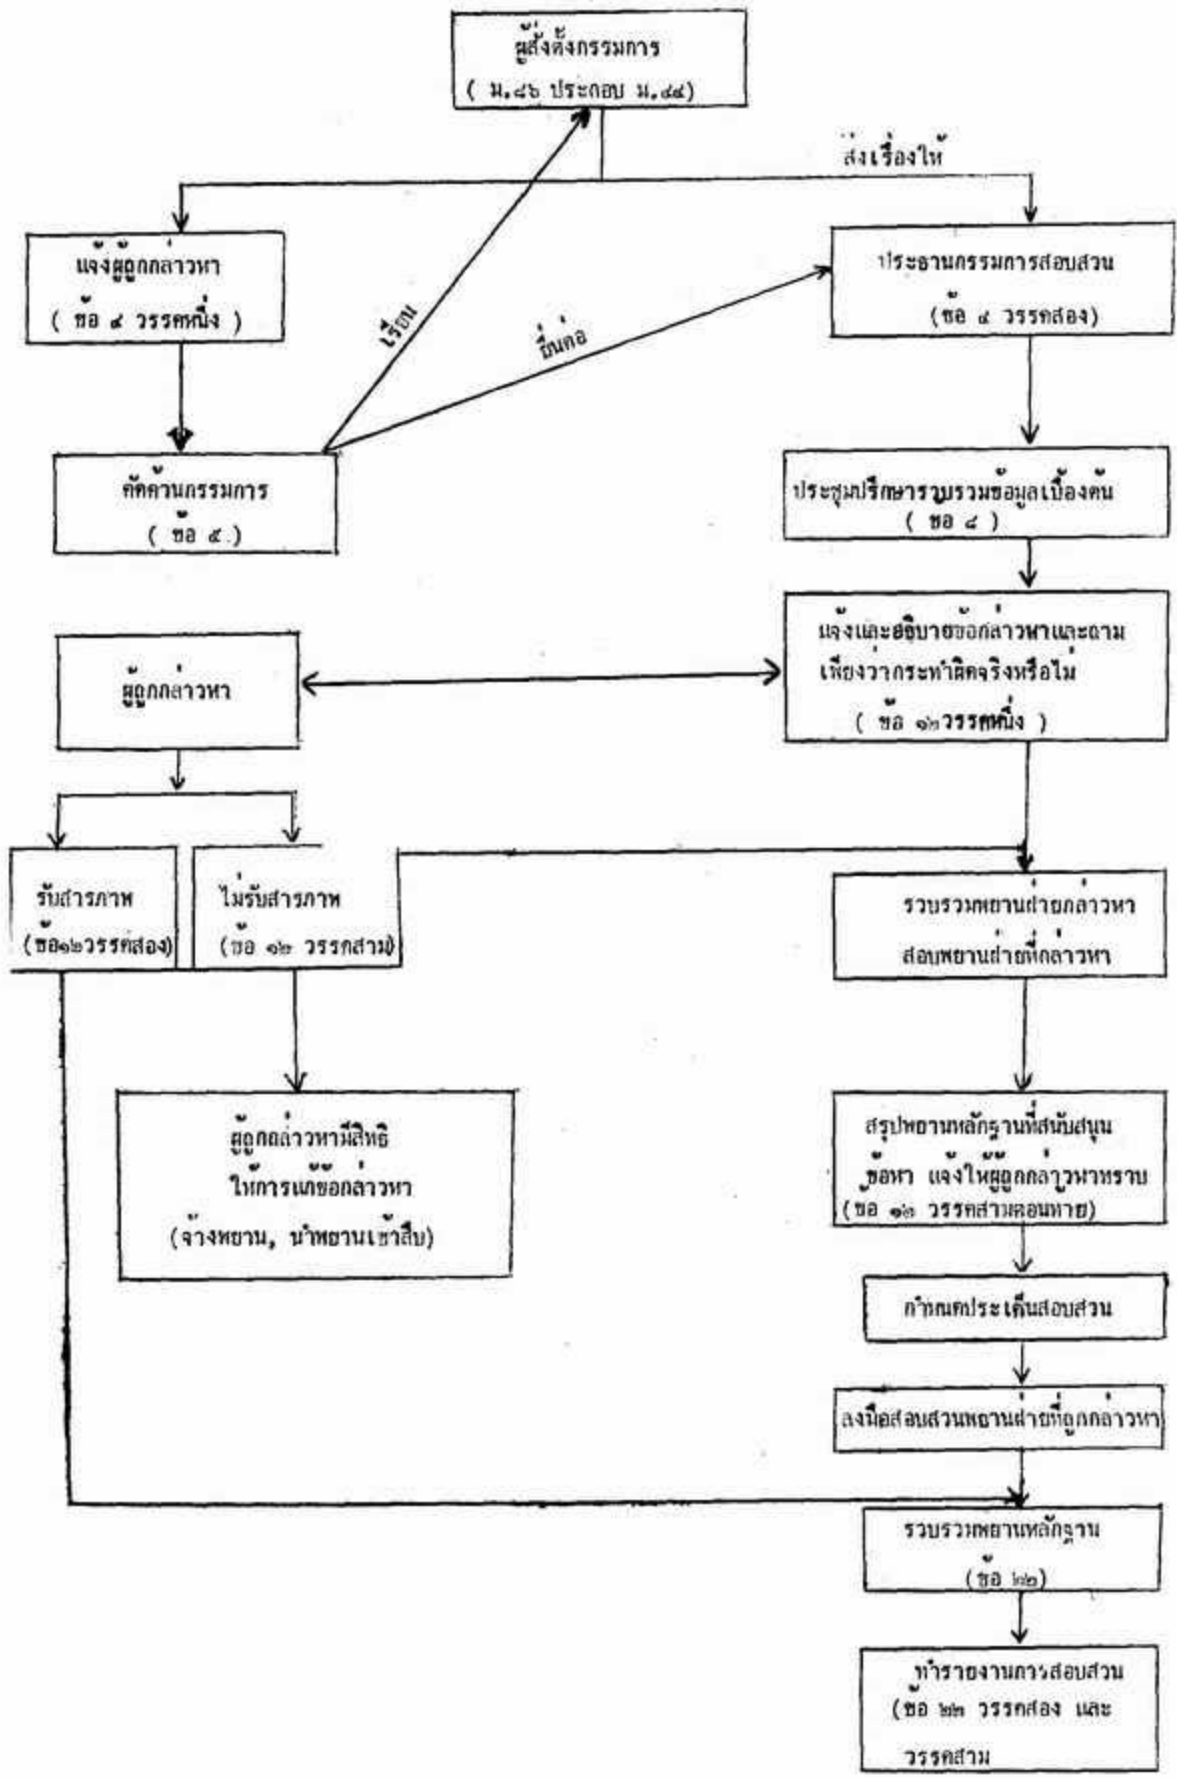 ผู้สั่งตั้งกรรมการ
( ม.๘๖ ประกอบ ม.๔๔)
ส่งเรื่องให้
แจ้งผู้ถูกกล่าวหา
( ข้อ ๔ วรรคหนึ่ง )
ประธานกรรมการสอบสวน
(ข้อ ๔ วรรคสอง)
เรียน
ยื่นต่อ
คัดค้านกรรมการ
( ข้อ ๕ )
ประชุมปรึกษารวบรวมข้อมูลเบื้องต้น
( ข้อ ๘ )
แจ้งและอธิบายข้อกล่าวหาและถาม
เพียงว่ากระทำผิดจริงหรือไม่
( ข้อ ๑๒ วรรคหนึ่ง )
ผู้ถูกกล่าวหา
รับสารภาพ
(ข้อ๑๒วรรคสอง)
ไม่รับสารภาพ
(ข้อ ๑๒ วรรคสาม)
รวบรวมพยานฝ่ายกล่าวหา
สอบพยานฝ่ายที่กล่าวหา
ผู้ถูกกล่าวหามีสิทธิ
ให้การแก้ข้อกล่าวหา
(จ้างพยาน, นำพยานเข้าสืบ)
สรุปพยานหลักฐานที่สนับสนุน
ข้อหา แจ้งให้ผู้ถูกกล่าวหาทราบ
(ข้อ ๑๒ วรรคสามตอนท้าย)
กำหนดประเด็นสอบสวน
ลงมือสอบสวนพยานฝ่ายที่ถูกกล่าวหา
รวบรวมพยานหลักฐาน
(ข้อ ๒๒)
ทำรายงานการสอบสวน
(ข้อ ๒๒ วรรคสอง และ
วรรคสาม